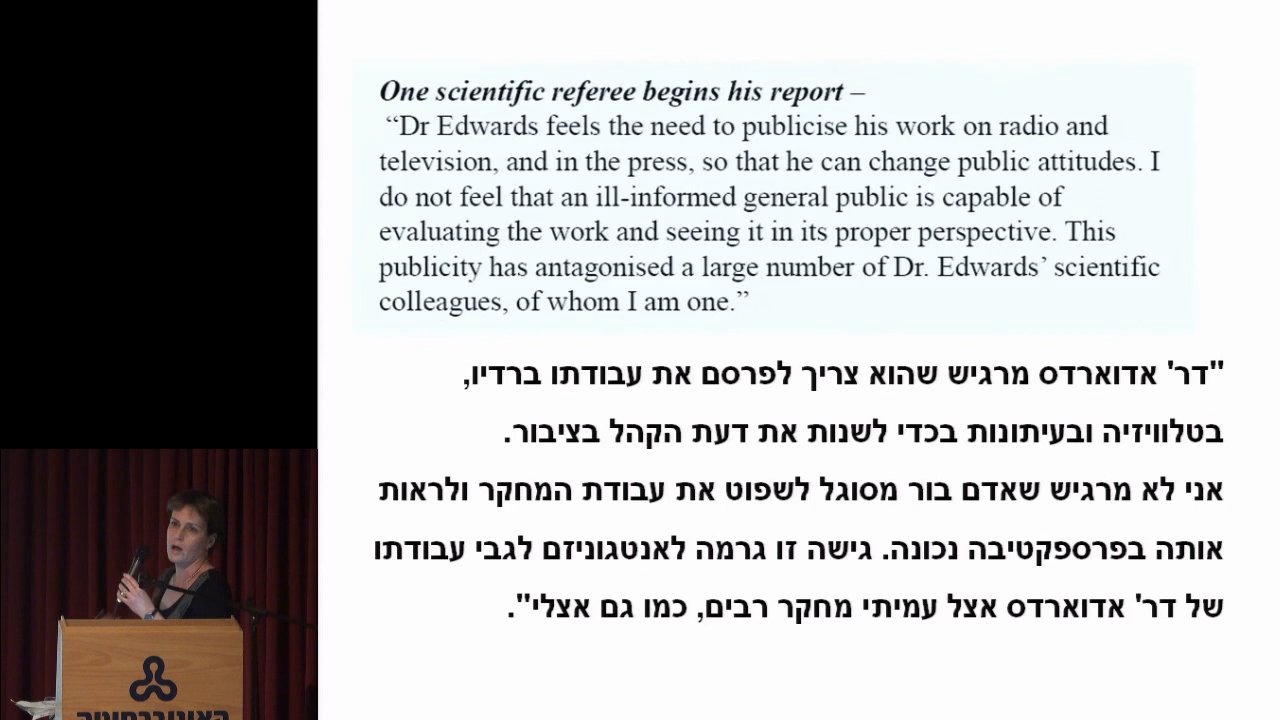 One scientific referee begins his report –
“Dr Edwards feels the need to publicise his work on radio and
television, and in the press, so that he can change public attitudes. I
do not feel that an ill-informed general public is capable of
evaluating the work and seeing it in its proper perspective. This
publicity has antagonised a large number of Dr. Edwards’ scientific
colleagues, of whom I am one.”
"דר' אדוארדס מרגיש שהוא צריך לפרסם את עבודתו ברדיו,
בטלוויזיה ובעיתונות בכדי לשנות את דעת הקהל בציבור.
אני לא מרגיש שאדם בור מסוגל לשפוט את עבודת המחקר ולראות
אותה בפרספקטיבה נכונה. גישה זו גרמה לאנטגוניזם לגבי עבודתו
של דר' אדוארדס אצל עמיתי מחקר רבים, כמו גם אצלי".
האוניברסיטה